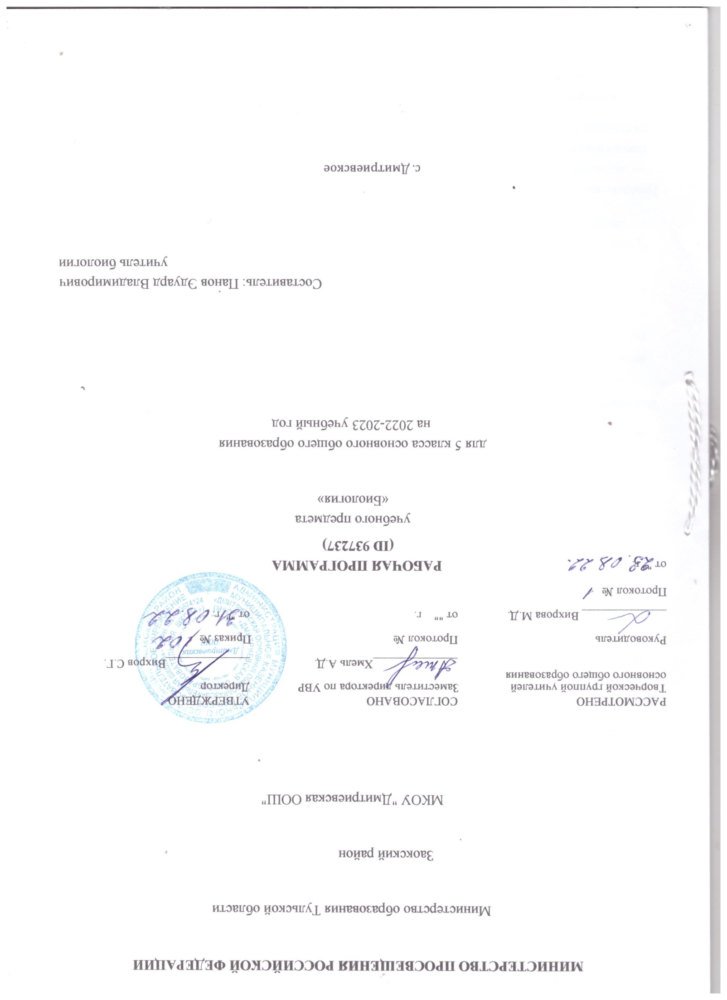 МИНИСТЕРСТВО ПРОСВЕЩЕНИЯ РОССИЙСКОЙ ФЕДЕРАЦИИ
Министерство образования Тульской области
Заокский район
МКОУ "Дмитриевская ООШ"
РАССМОТРЕНО
Творческой группой учителей
основного общего образования
Руководитель
Вихрова М.Д.
Протокол № 1
от 23.08 22.
СОГЛАСОВАНО
Заместитель директора по УВР
Хмель А.Д.
Протокол №
от "" г.
УТВЕРЖДЕНО
Директор
Вихров С.Г.
Приказ № 102
от "" г. 31.08.22
Дмитриевская
ООШ
РАБОЧАЯ ПРОГРАММА
(ID 937237)
учебного предмета
«Биология»
для 5 класса основного общего образования
на 2022-2023 учебный год
Составитель: Панов Эдуард Владимирович
учитель биологии
с. Дмитриевское